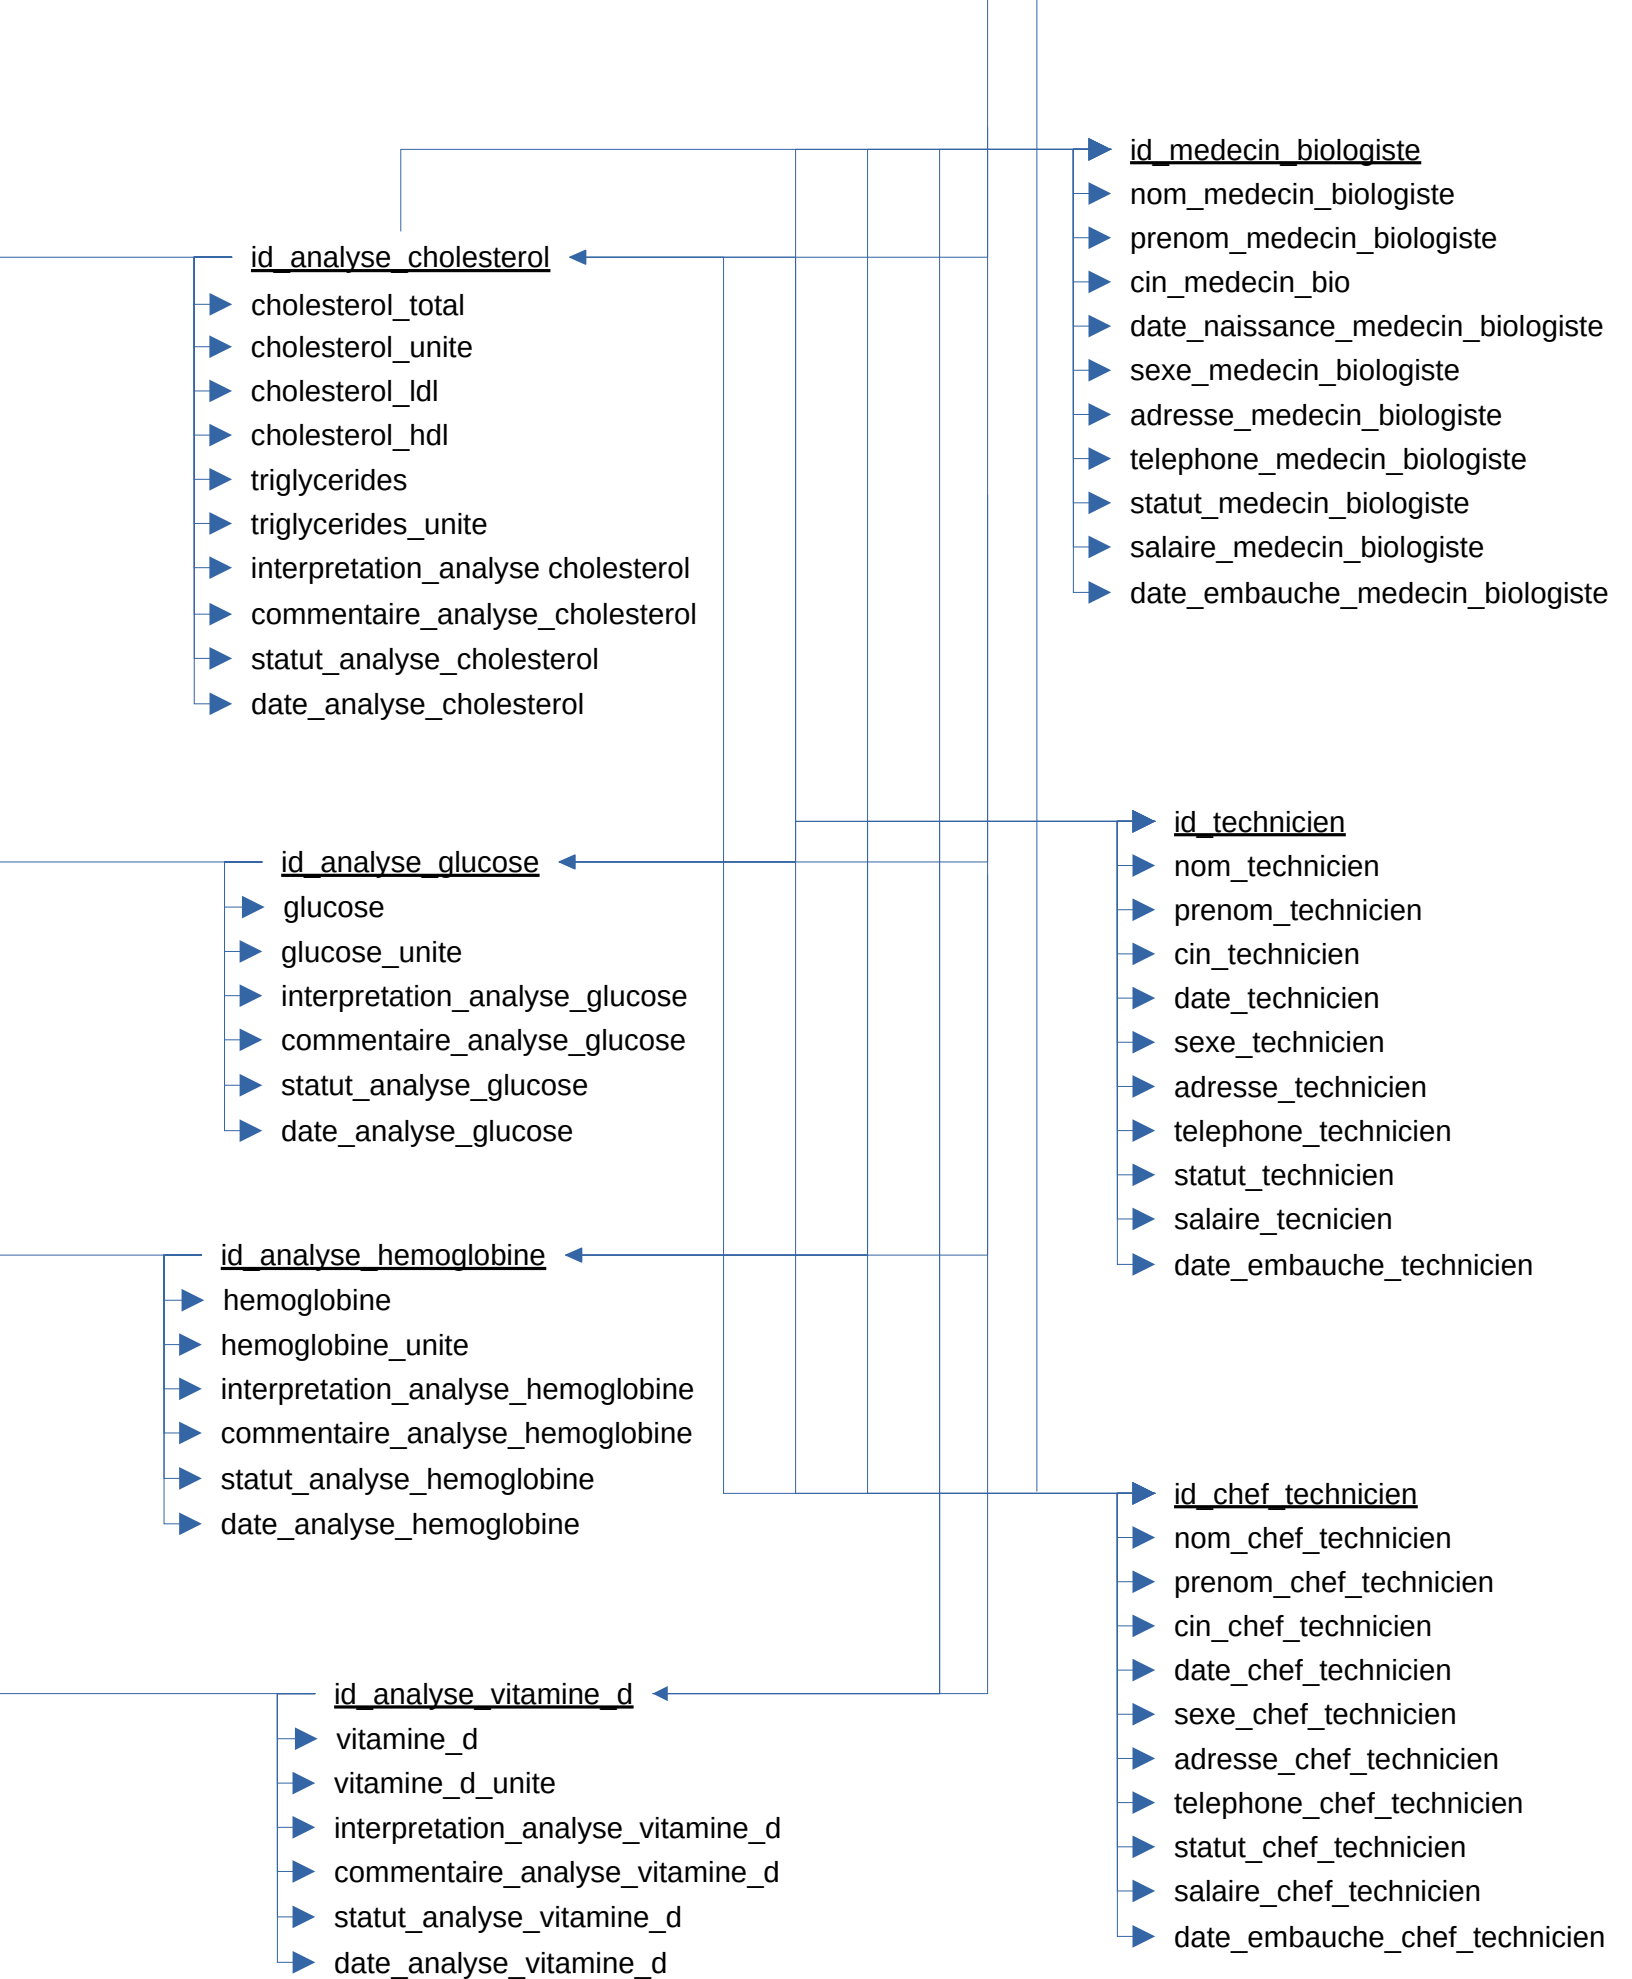 id_analyse_cholesterol
cholesterol_total
cholesterol_unite
cholesterol_ldl
cholesterol_hdl
triglycerides
triglycerides_unite
interpretation_analyse cholesterol
commentaire_analyse_cholesterol
statut_analyse_cholesterol
date_analyse_cholesterol
id_analyse_glucose
glucose
glucose_unite
interpretation_analyse_glucose
commentaire_analyse_glucose
statut_analyse_glucose
date_analyse_glucose
id_analyse_hemoglobine
hemoglobine
hemoglobine_unite
interpretation_analyse_hemoglobine
commentaire_analyse_hemoglobine
statut_analyse_hemoglobine
date_analyse_hemoglobine
id_analyse_vitamine_d
vitamine_d
vitamine_d_unite
interpretation_analyse_vitamine_d
commentaire_analyse_vitamine_d
statut_analyse_vitamine_d
date_analyse_vitamine_d
id_medecin_biologiste
nom_medecin_biologiste
prenom_medecin_biologiste
cin_medecin_bio
date_naissance_medecin_biologiste
sexe_medecin_biologiste
adresse_medecin_biologiste
telephone_medecin_biologiste
statut_medecin_biologiste
salaire_medecin_biologiste
date_embauche_medecin_biologiste
id_technicien
nom_technicien
prenom_technicien
cin_technicien
date_technicien
sexe_technicien
adresse_technicien
telephone_technicien
statut_technicien
salaire_tecnicien
date_embauche_technicien
id_chef_technicien
nom_chef_technicien
prenom_chef_technicien
cin_chef_technicien
date_chef_technicien
sexe_chef_technicien
adresse_chef_technicien
telephone_chef_technicien
statut_chef_technicien
salaire_chef_technicien
date_embauche_chef_technicien